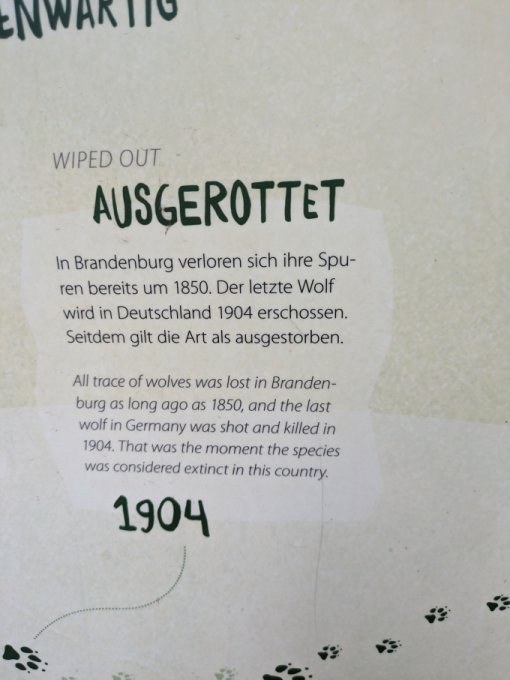 ENWÄRTIG
WIPED OUT
AUSGEROTTET
In Brandenburg verloren sich ihre Spu-
ren bereits um 1850. Der letzte Wolf
wird in Deutschland 1904 erschossen.
Seitdem gilt die Art als ausgestorben.
All trace of wolves was lost in Branden-
burg as long ago as 1850, and the last
wolf in Germany was shot and killed in
1904. That was the moment the species
was considered extinct in this country.
1904